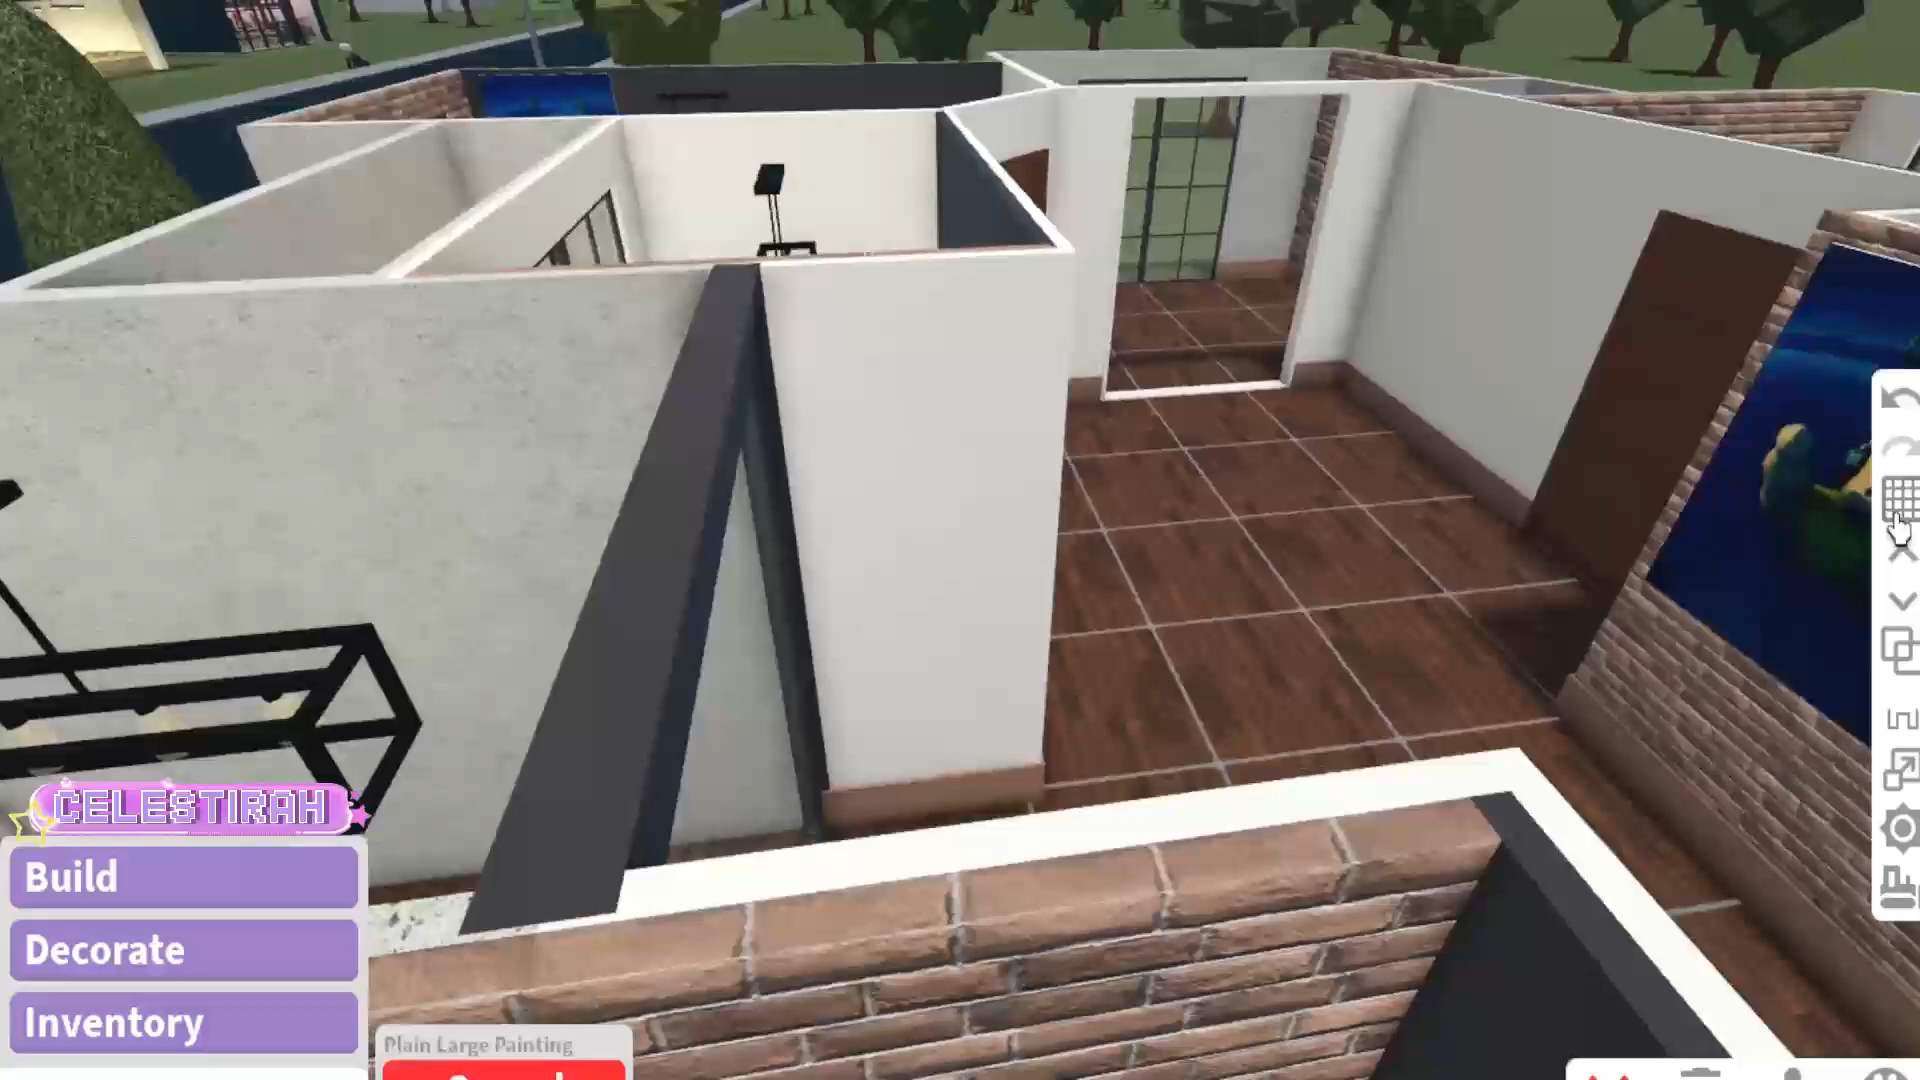 CELESTIRAH
Build
Decorate
Inventory
Plain Large Painting